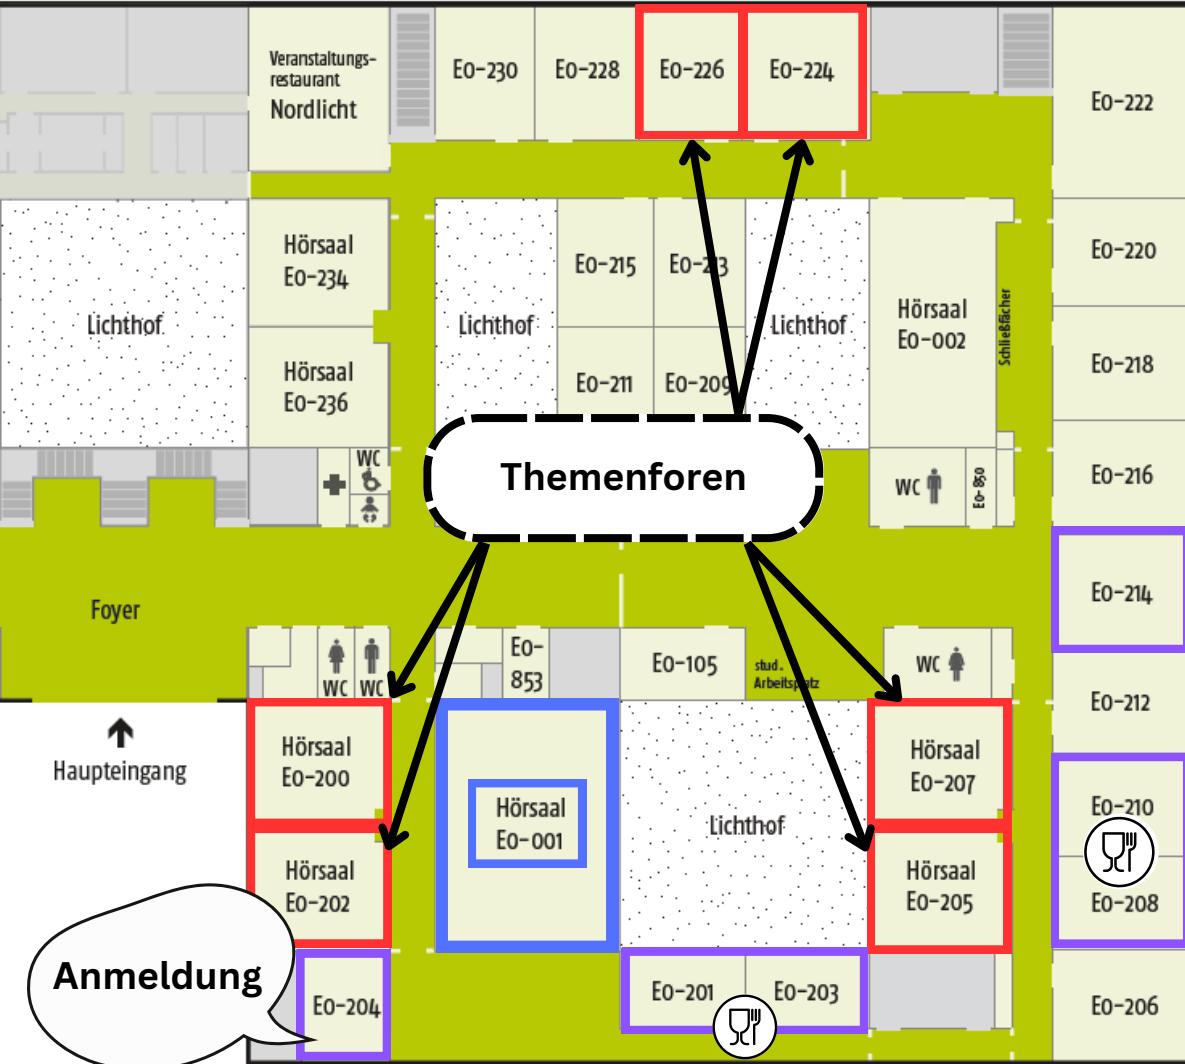 Veranstaltungs-
restaurant
Nordlicht
E0-230
E0-228
E0-226
E0-224
E0-222
Hörsaal
E0-234
Lichthof
Hörsaal
E0-236
Lichthof
E0-215
E0-213
E0-211
E0-209
Lichthof
Hörsaal
E0-002
Schließfächer
E0-220
E0-218
E0-216
WC
Themenforen
WC
E0-850
E0-214
Foyer
WC
WC
E0-
853
E0-105
stud.
Arbeitsplatz
WC
E0-212
Haupteingang
Hörsaal
E0-200
Hörsaal
E0-202
Hörsaal
E0-001
Lichthof
Hörsaal
E0-207
Hörsaal
E0-205
E0-210
E0-208
Anmeldung
E0-204
E0-201
E0-203
E0-206